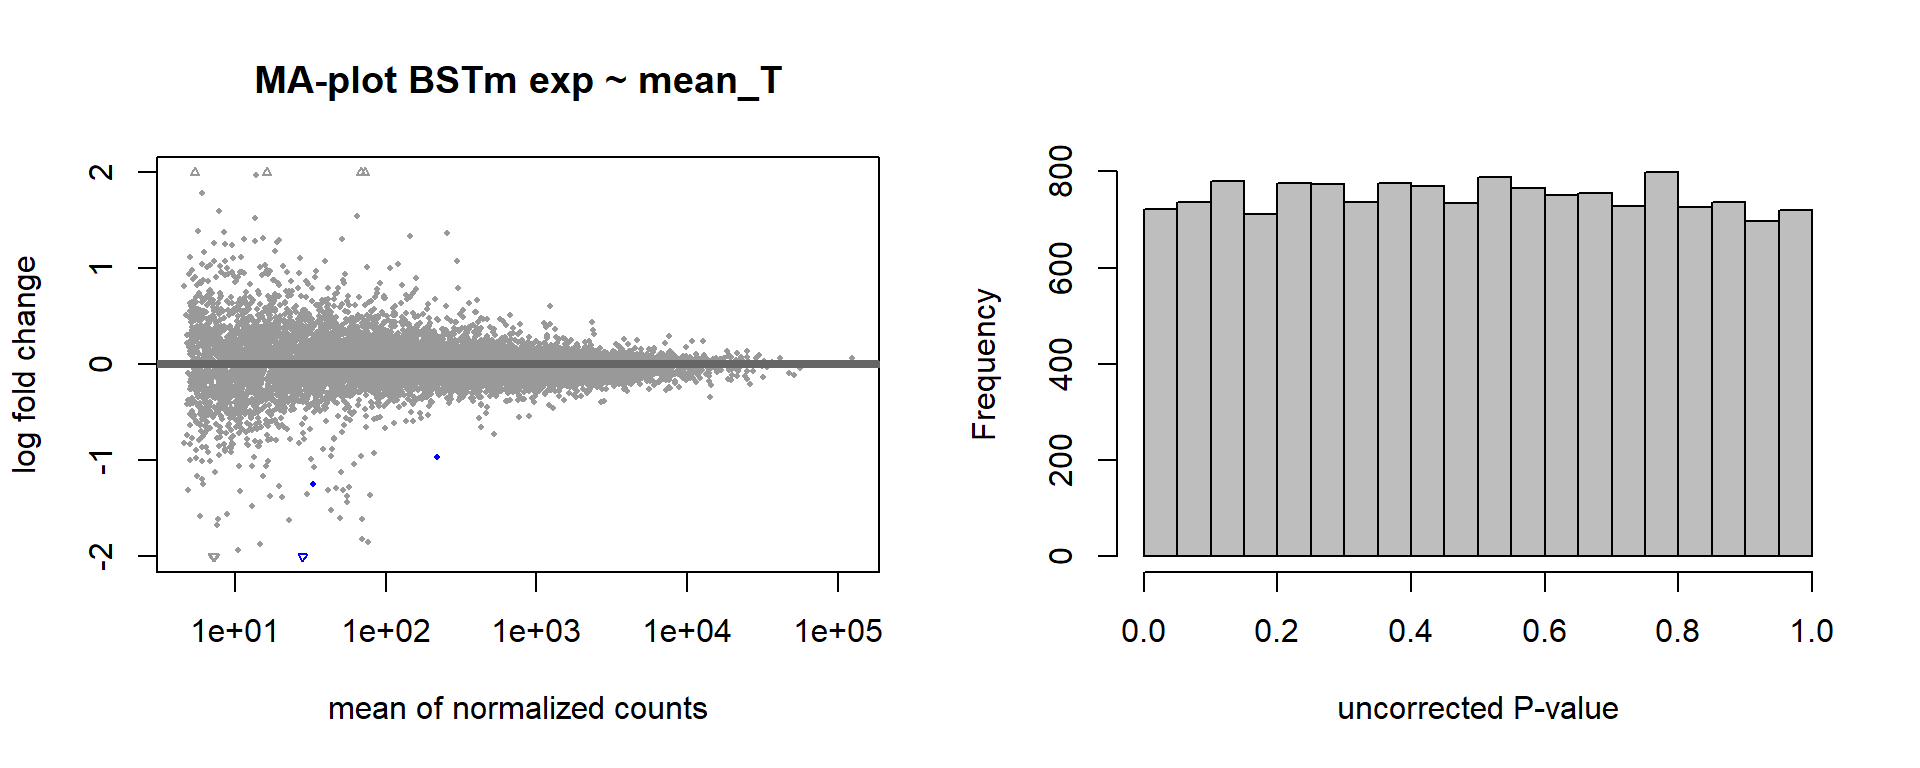 MA-plot BSTm exp ~ mean_T
log fold change
2
1
0
-1
-2
1e+01 1e+02 1e+03 1e+04 1e+05
mean of normalized counts
Frequency
800
600
400
200
0
0.0 0.2 0.4 0.6 0.8 1.0
uncorrected P-value